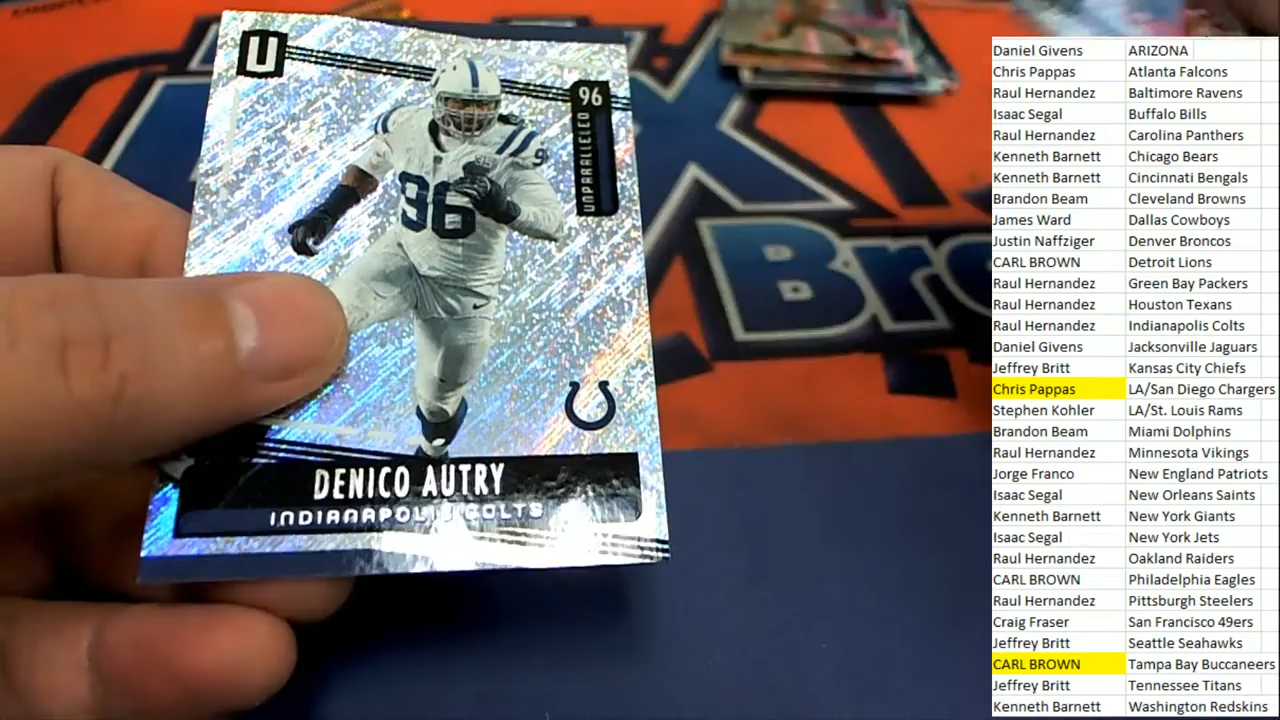 U
96
UNPARALLELED
96
DENICO AUTRY
INDIANAPOLIS COLTS
Bro
Daniel Givens ARIZONA
Chris Pappas Atlanta Falcons
Raul Hernandez Baltimore Ravens
Isaac Segal Buffalo Bills
Raul Hernandez Carolina Panthers
Kenneth Barnett Chicago Bears
Kenneth Barnett Cincinnati Bengals
Brandon Beam Cleveland Browns
James Ward Dallas Cowboys
Justin Naffziger Denver Broncos
CARL BROWN Detroit Lions
Raul Hernandez Green Bay Packers
Raul Hernandez Houston Texans
Raul Hernandez Indianapolis Colts
Daniel Givens Jacksonville Jaguars
Jeffrey Britt Kansas City Chiefs
Chris Pappas LA/San Diego Chargers
Stephen Kohler LA/St. Louis Rams
Brandon Beam Miami Dolphins
Raul Hernandez Minnesota Vikings
Jorge Franco New England Patriots
Isaac Segal New Orleans Saints
Kenneth Barnett New York Giants
Isaac Segal New York Jets
Raul Hernandez Oakland Raiders
CARL BROWN Philadelphia Eagles
Raul Hernandez Pittsburgh Steelers
Craig Fraser San Francisco 49ers
Jeffrey Britt Seattle Seahawks
CARL BROWN Tampa Bay Buccaneers
Jeffrey Britt Tennessee Titans
Kenneth Barnett Washington Redskins